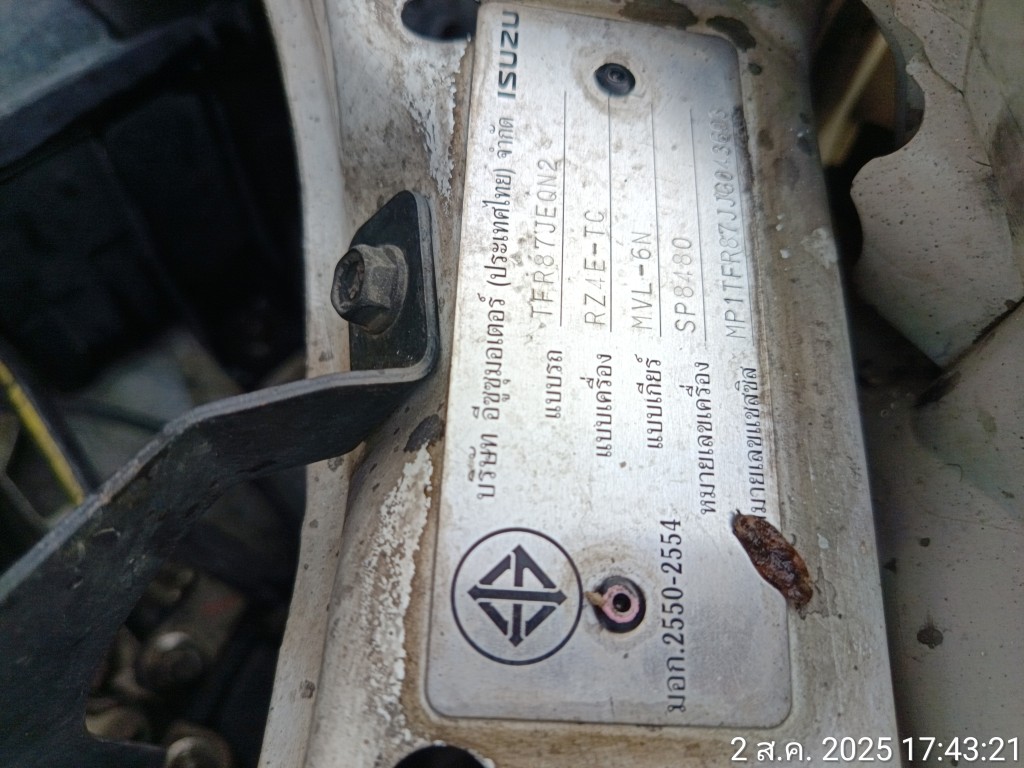 ISUZU
บริษัท อีซูซุมอเตอร์ (ประเทศไทย) จำกัด
แบบรถ TFR87JEQN2
แบบเครื่อง RZ4E-TC
แบบเกียร์ MVL-6N
หมายเลขเครื่อง SP8480
มายเลขแชสซิส
มอก.2550-2554
2 ส.ค. 2025 17:43:21